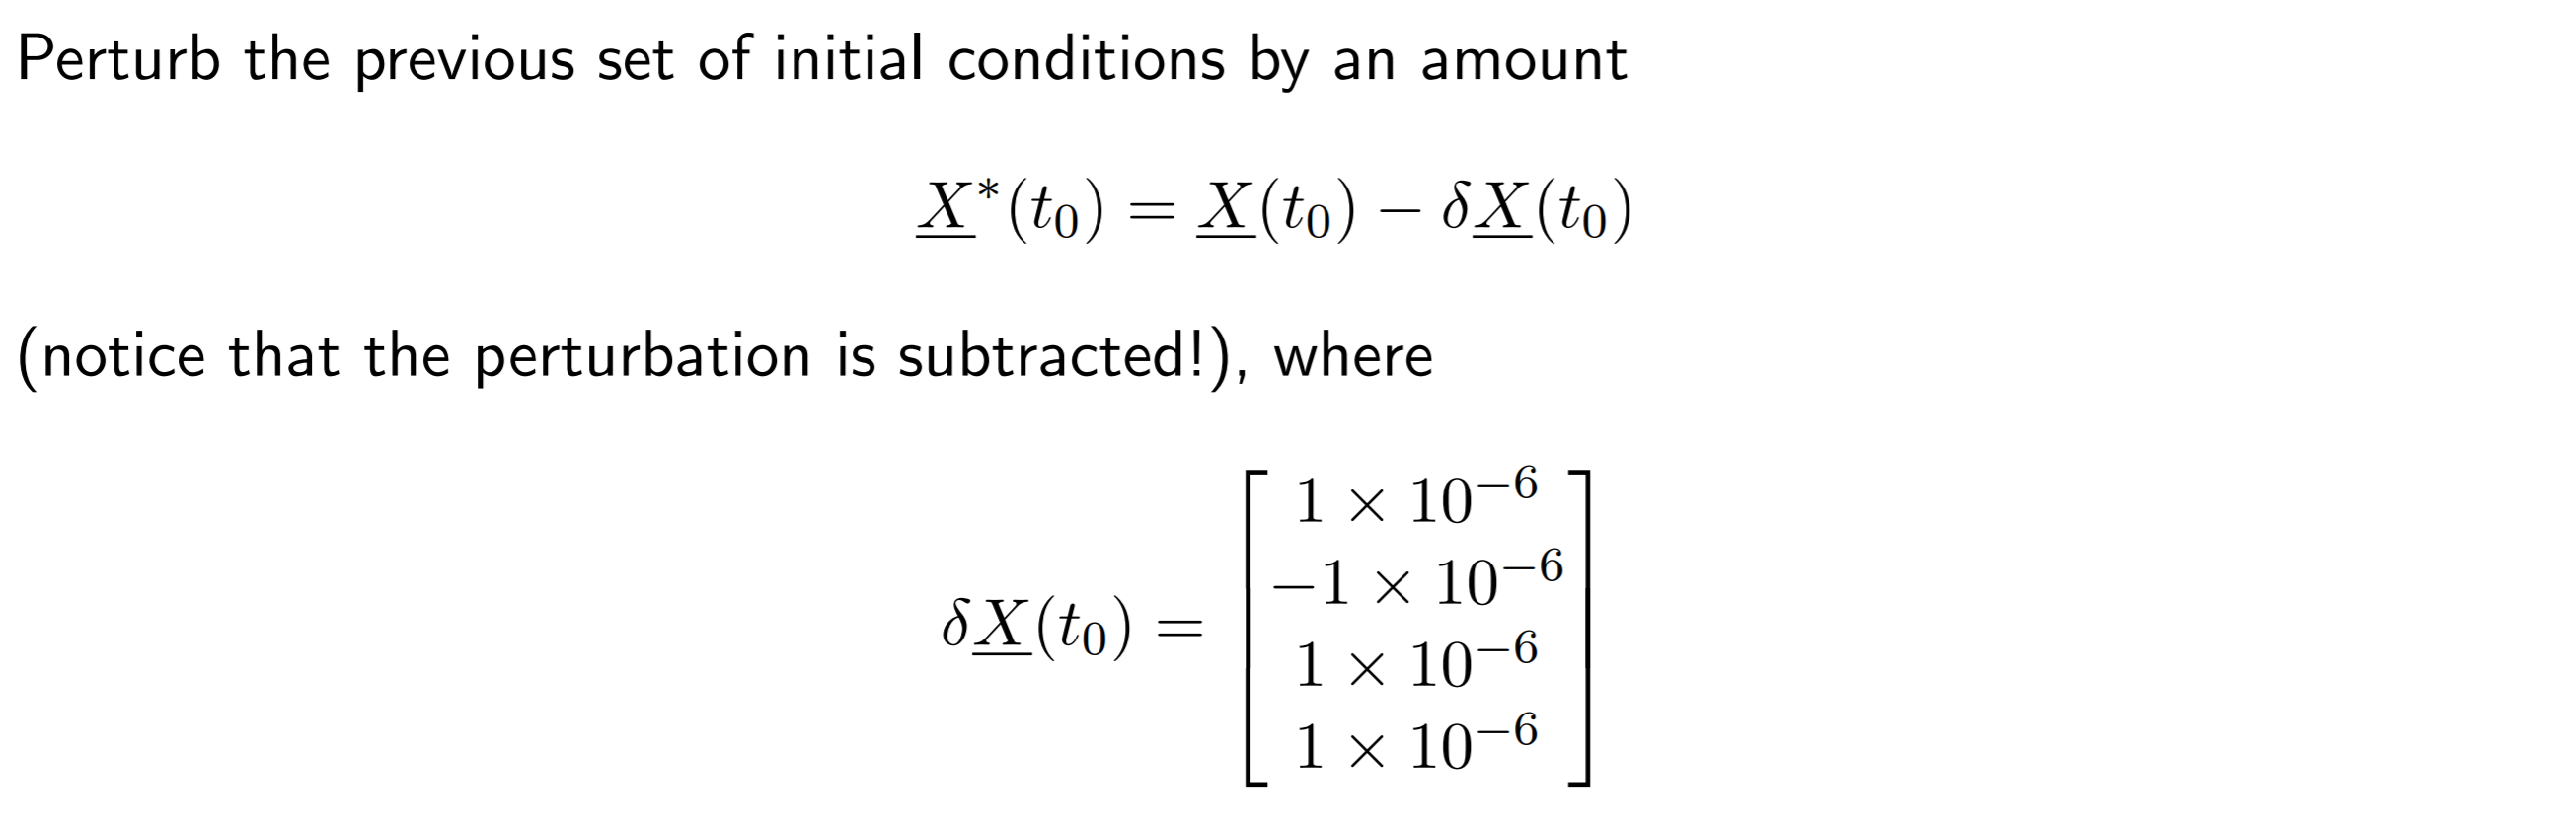 Perturb the previous set of initial conditions by an amount
$\underline{X}^*(t_0) = \underline{X}(t_0) - \delta \underline{X}(t_0)$
(notice that the perturbation is subtracted!), where
$\delta \underline{X}(t_0) = \begin{bmatrix} 1 \times 10^{-6} \\ -1 \times 10^{-6} \\ 1 \times 10^{-6} \\ 1 \times 10^{-6} \end{bmatrix}$